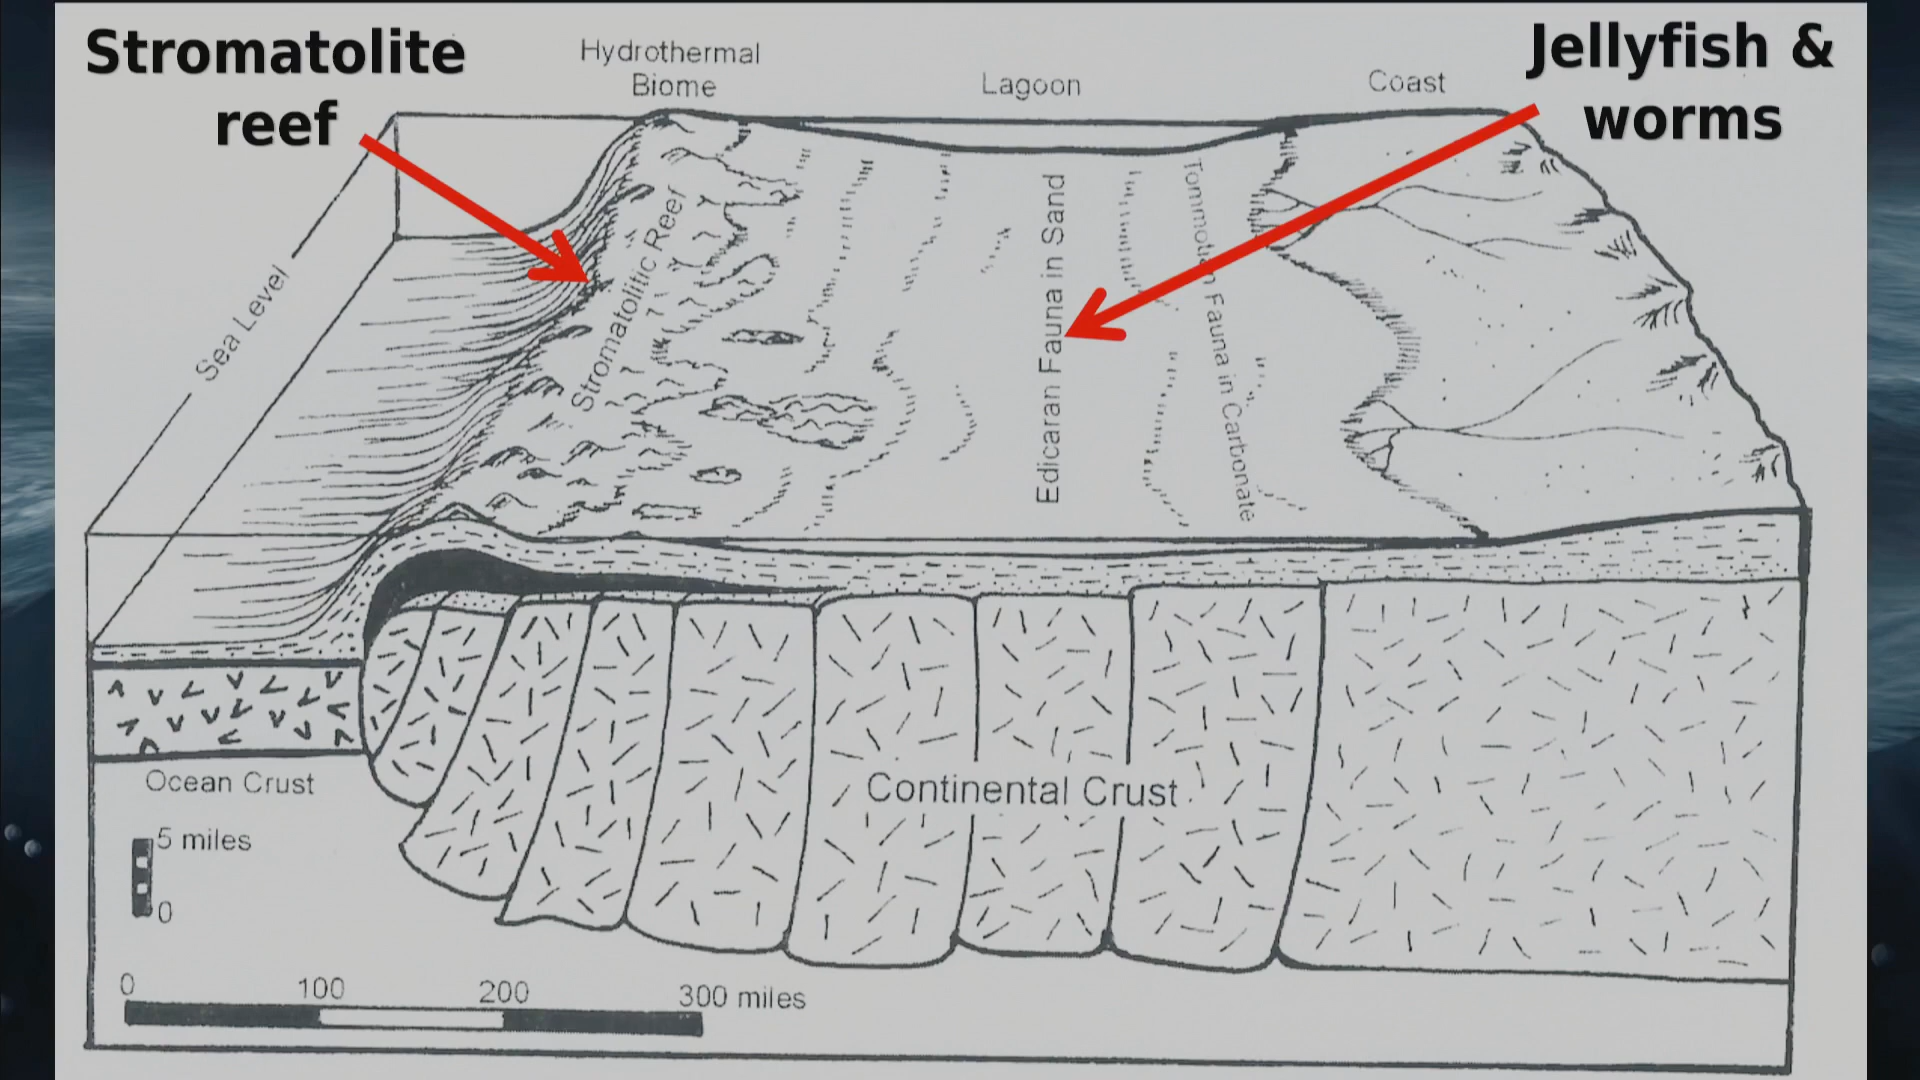 Stromatolite
reef
Hydrothermal
Biome
Lagoon
Coast
Jellyfish &
worms
Sea Level
Stromatolitic Reef
Edicaran Fauna in Sand
Tommotian Fauna in Carbonate
Ocean Crust
Continental Crust
5 miles
0
0
100
200
300 miles